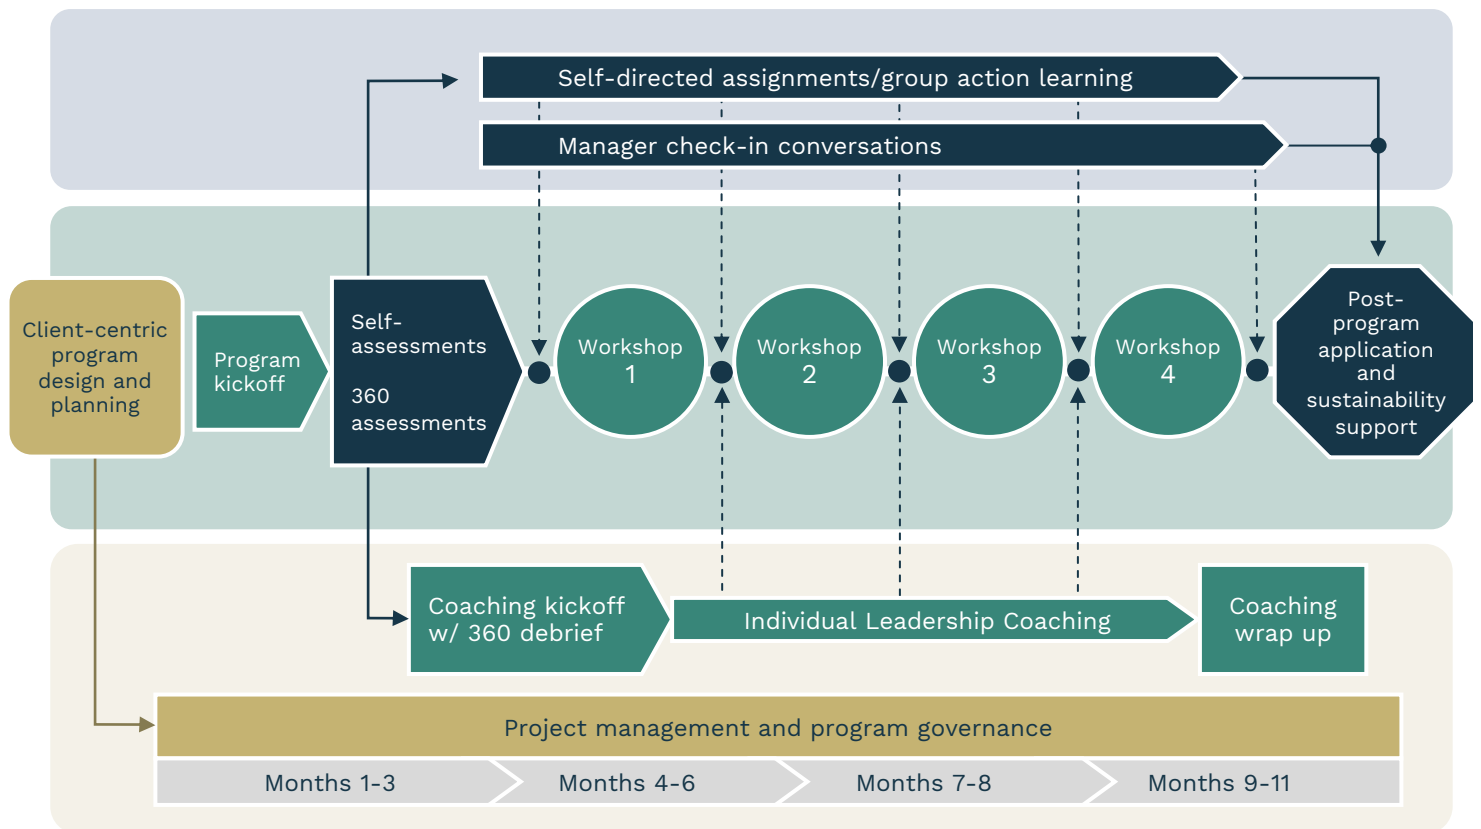 Self-directed assignments/group action learning
Manager check-in conversations
Client-centric
program
design and
planning
Program
kickoff
Self-
assessments
360
assessments
Workshop
1
Workshop
2
Workshop
3
Workshop
4
Post-
program
application
and
sustainability
support
Coaching kickoff
w/ 360 debrief
Individual Leadership Coaching
Coaching
wrap up
Project management and program governance
Months 1-3
Months 4-6
Months 7-8
Months 9-11